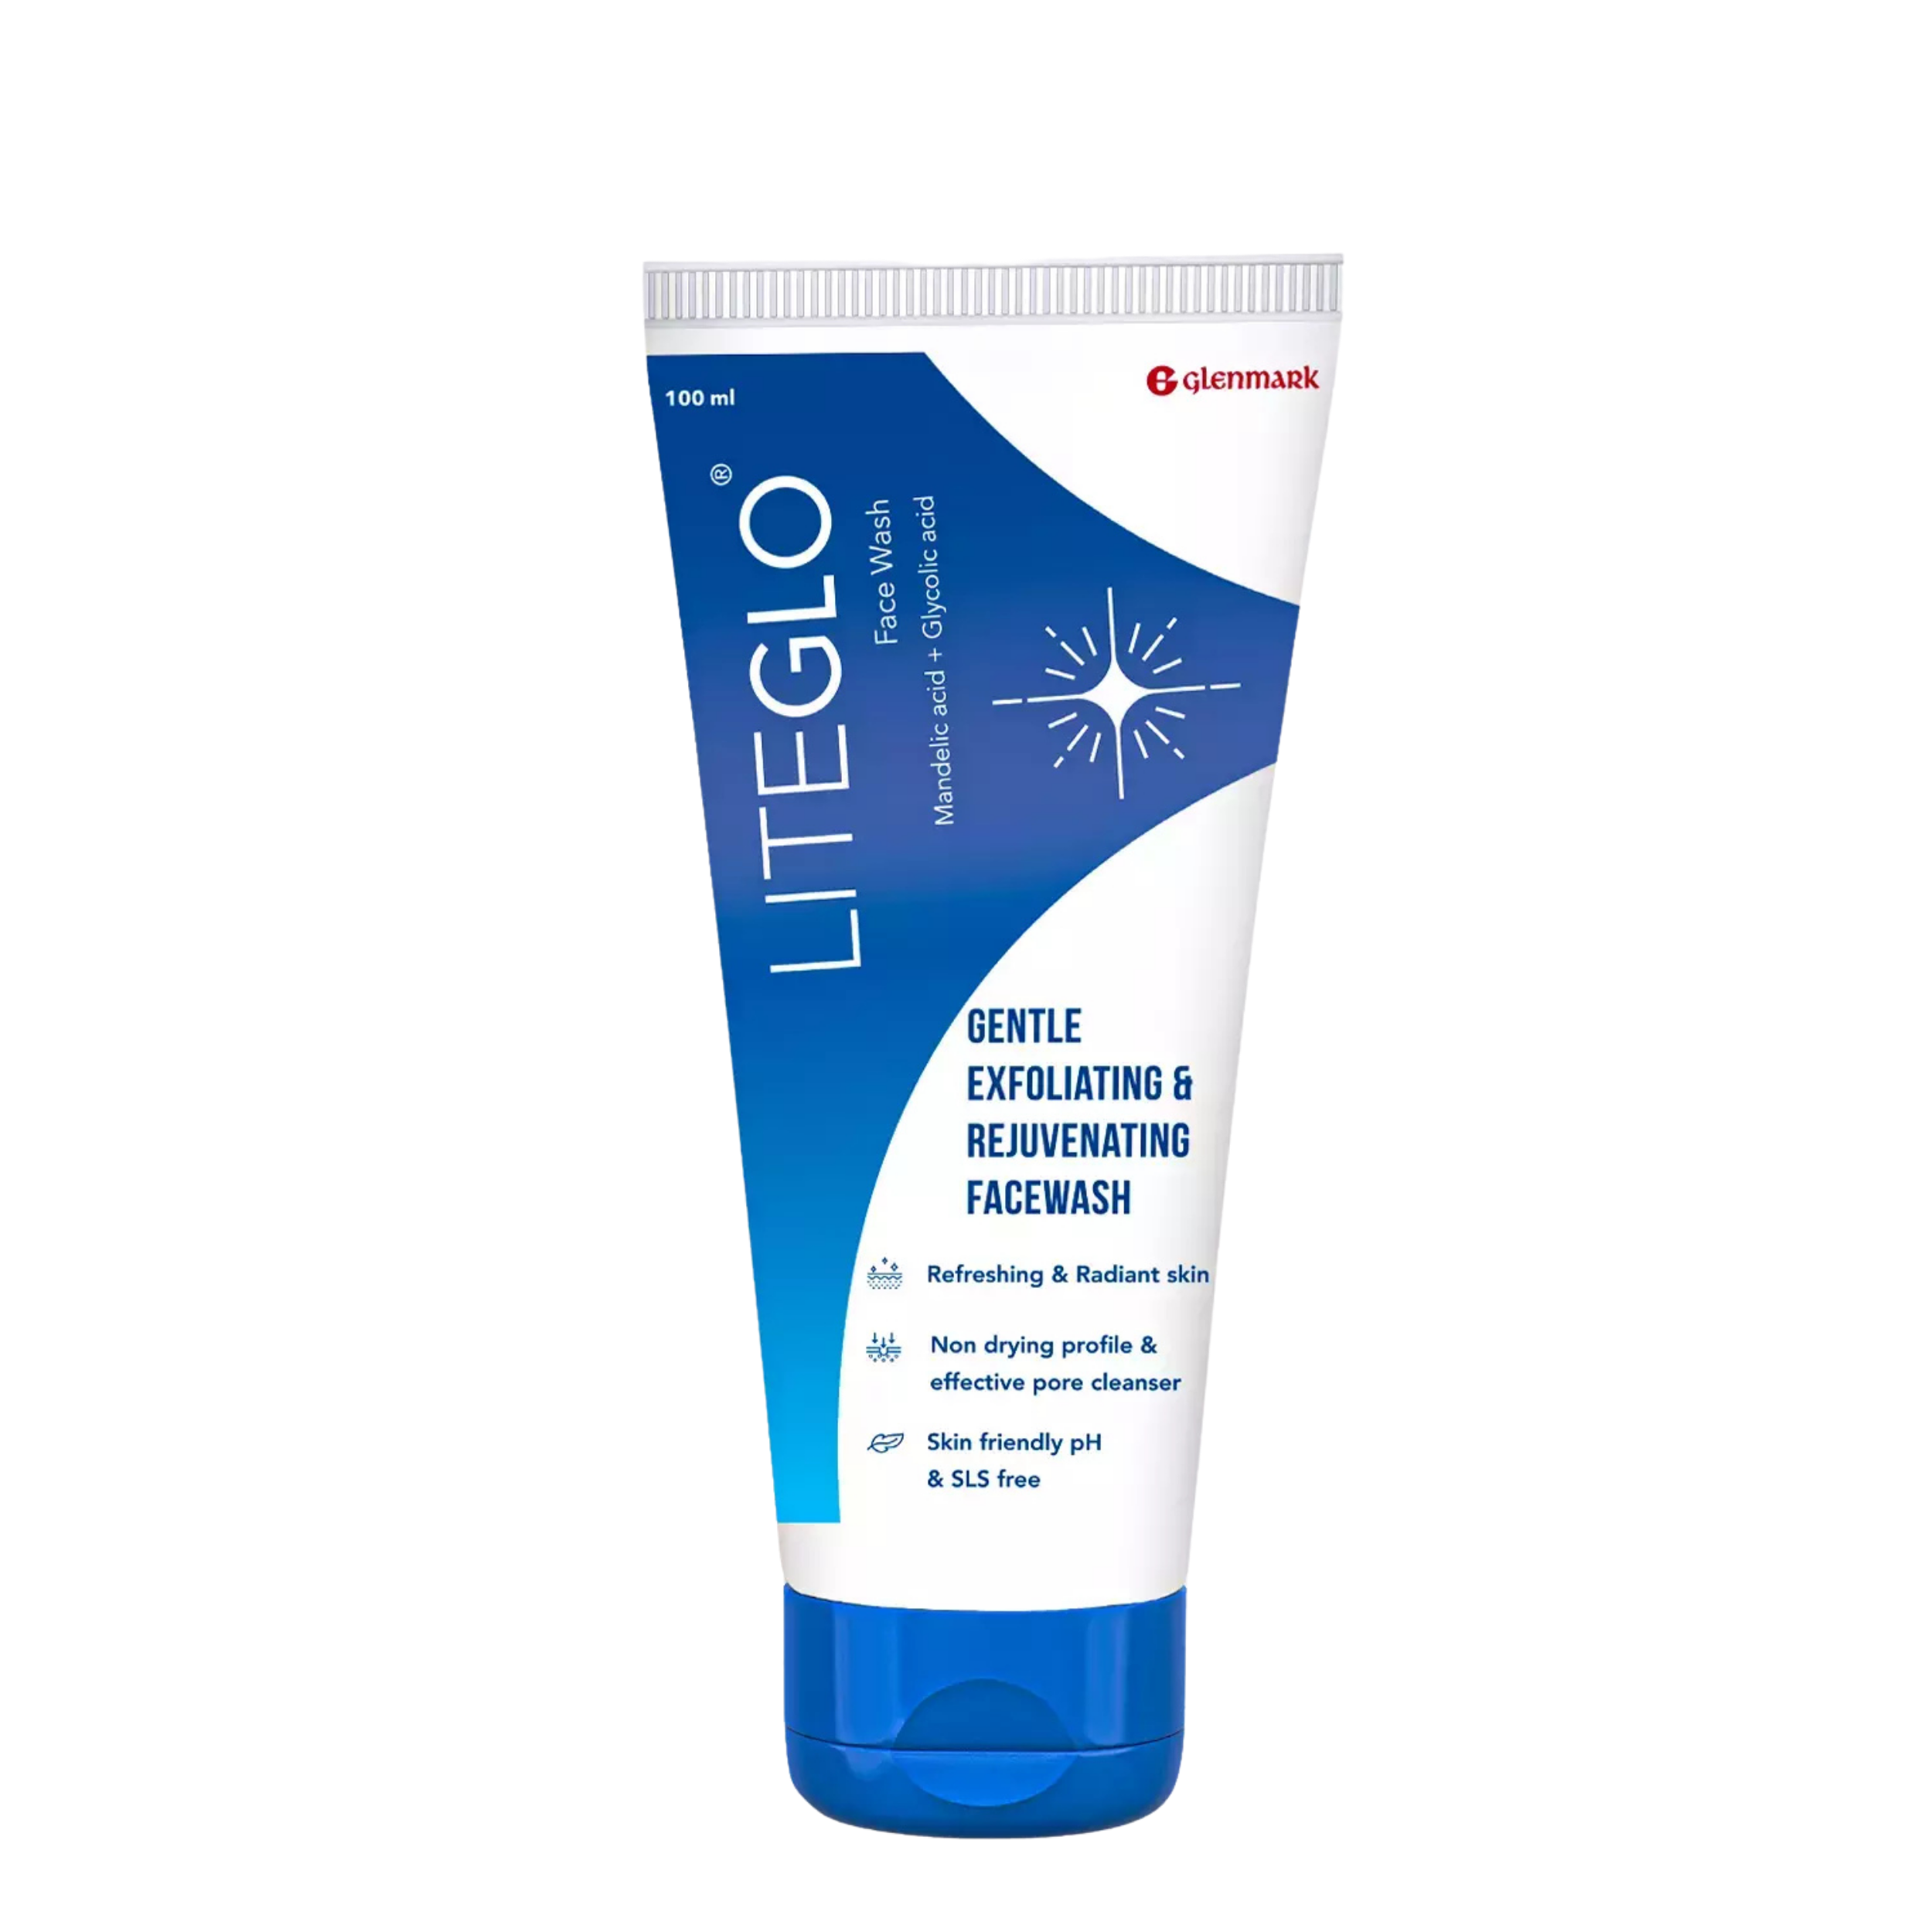 100 ml
glenmark
LITEGLO®
Face Wash
Mandelic acid + Glycolic acid
GENTLE
EXFOLIATING &
REJUVENATING
FACEWASH
Refreshing & Radiant skin
Non drying profile &
effective pore cleanser
Skin friendly pH
& SLS free